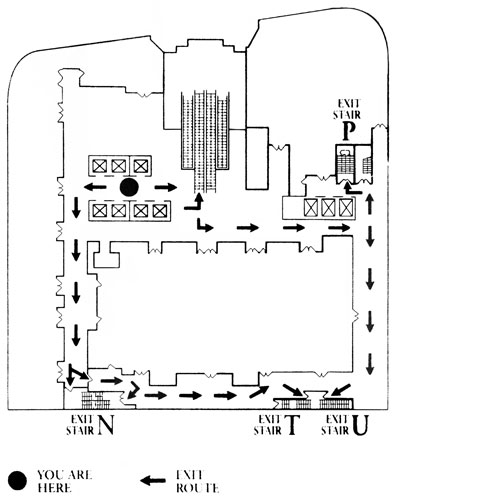 EXIT
STAIR
P
EXIT
STAIR N
EXIT
STAIR T
EXIT
STAIR U
YOU ARE
HERE
EXIT
ROUTE